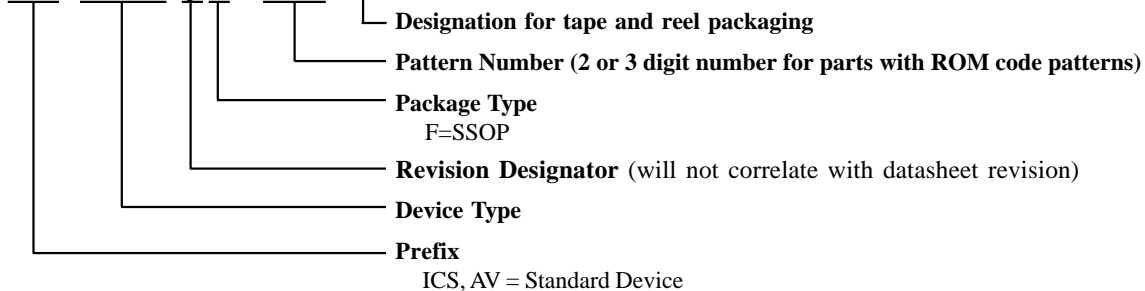 Designation for tape and reel packaging
Pattern Number (2 or 3 digit number for parts with ROM code patterns)
Package Type
F=SSOP
Revision Designator (will not correlate with datasheet revision)
Device Type
Prefix
ICS, AV = Standard Device